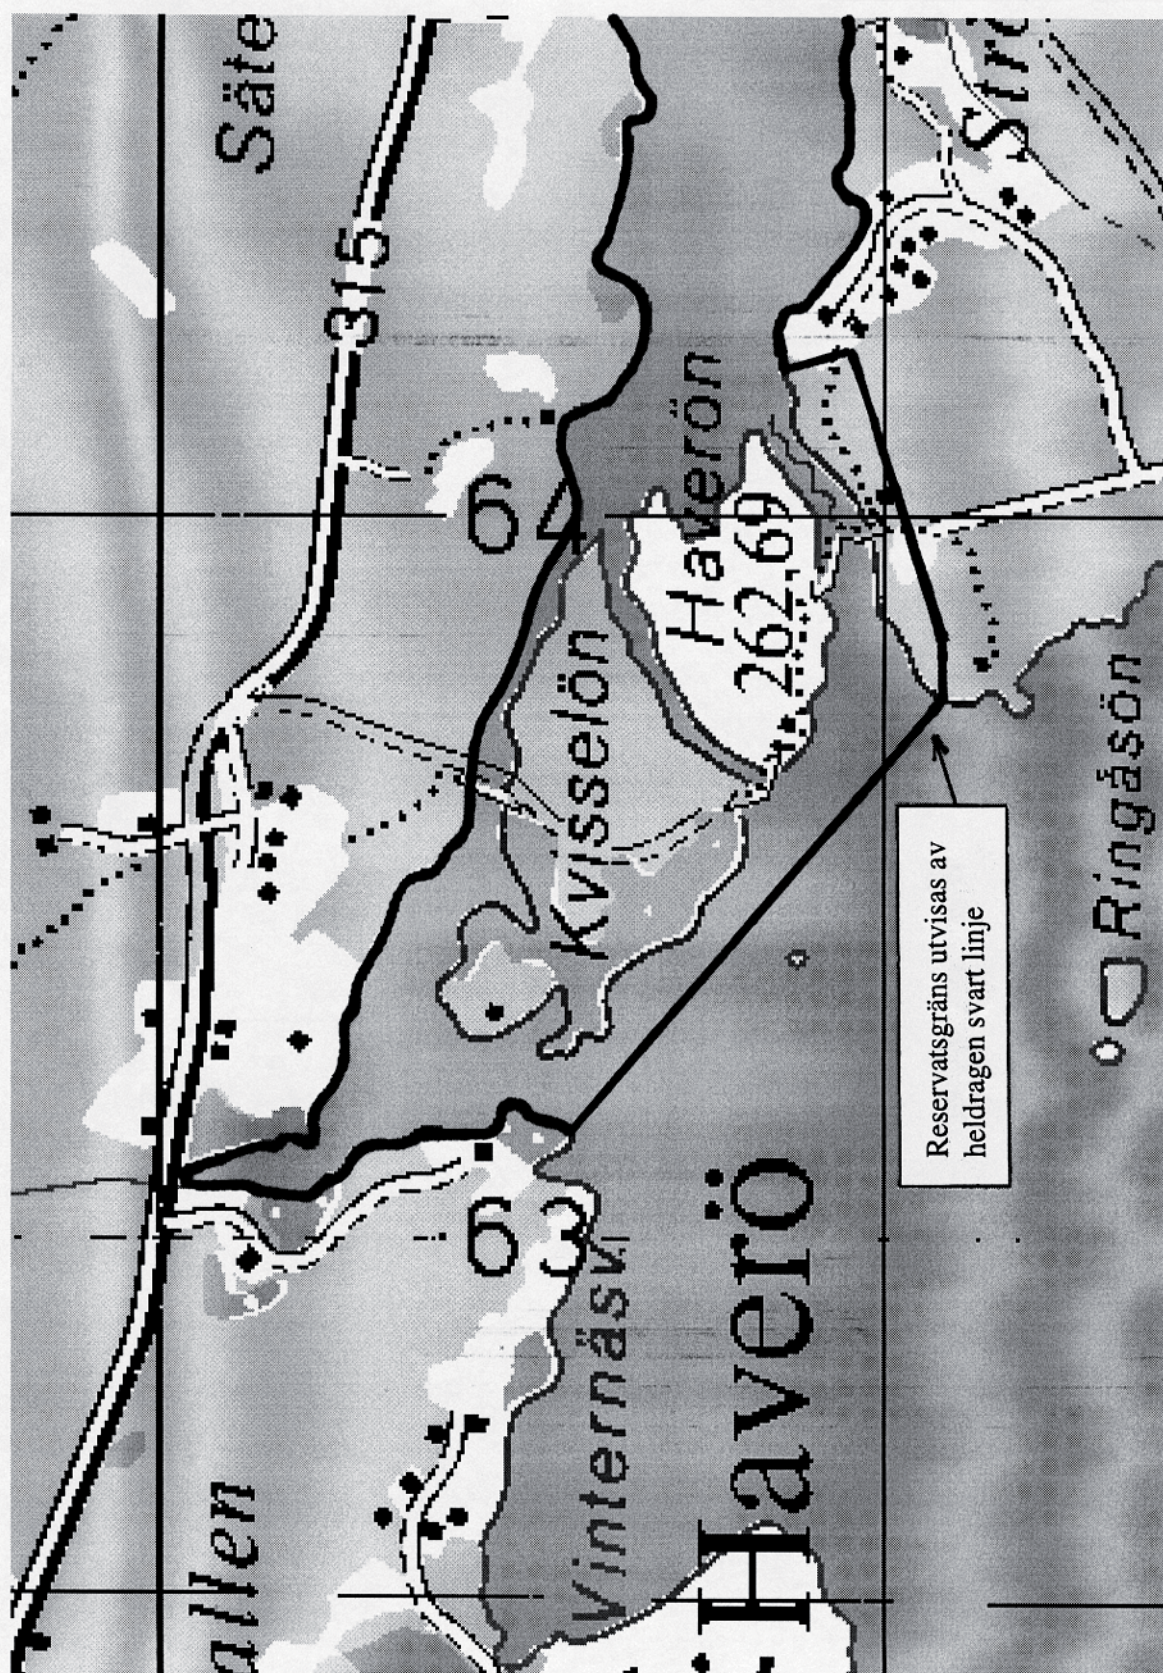 Säte
315
64
Haverön
262.69
Kvisselön
63
Vinternäsv.
Haverö
Ringåsön
Reservatsgräns utvisas av
heldragen svart linje
allen